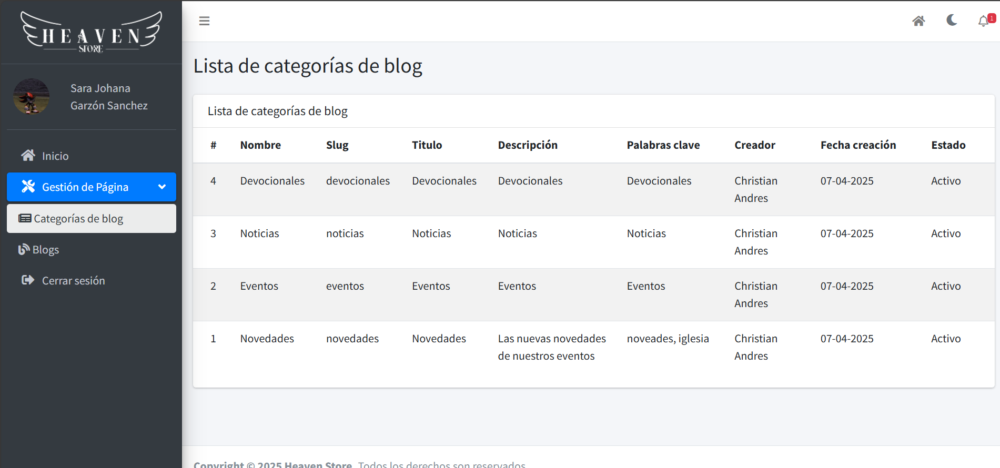 HEAVEN
STORE
1
Sara Johana
Garzón Sanchez
Inicio
Gestión de Página
Categorías de blog
Blogs
Cerrar sesión
Lista de categorías de blog
Lista de categorías de blog
# Nombre Slug Titulo Descripción Palabras clave Creador Fecha creación Estado
4 Devocionales devocionales Devocionales Devocionales Devocionales Christian 07-04-2025 Activo
Andres
3 Noticias noticias Noticias Noticias Noticias Christian 07-04-2025 Activo
Andres
2 Eventos eventos Eventos Eventos Eventos Christian 07-04-2025 Activo
Andres
1 Novedades novedades Novedades Las nuevas novedades noveades, iglesia Christian 07-04-2025 Activo
de nuestros eventos Andres
Copyright © 2025 Heaven Store. Todos los derechos son reservados